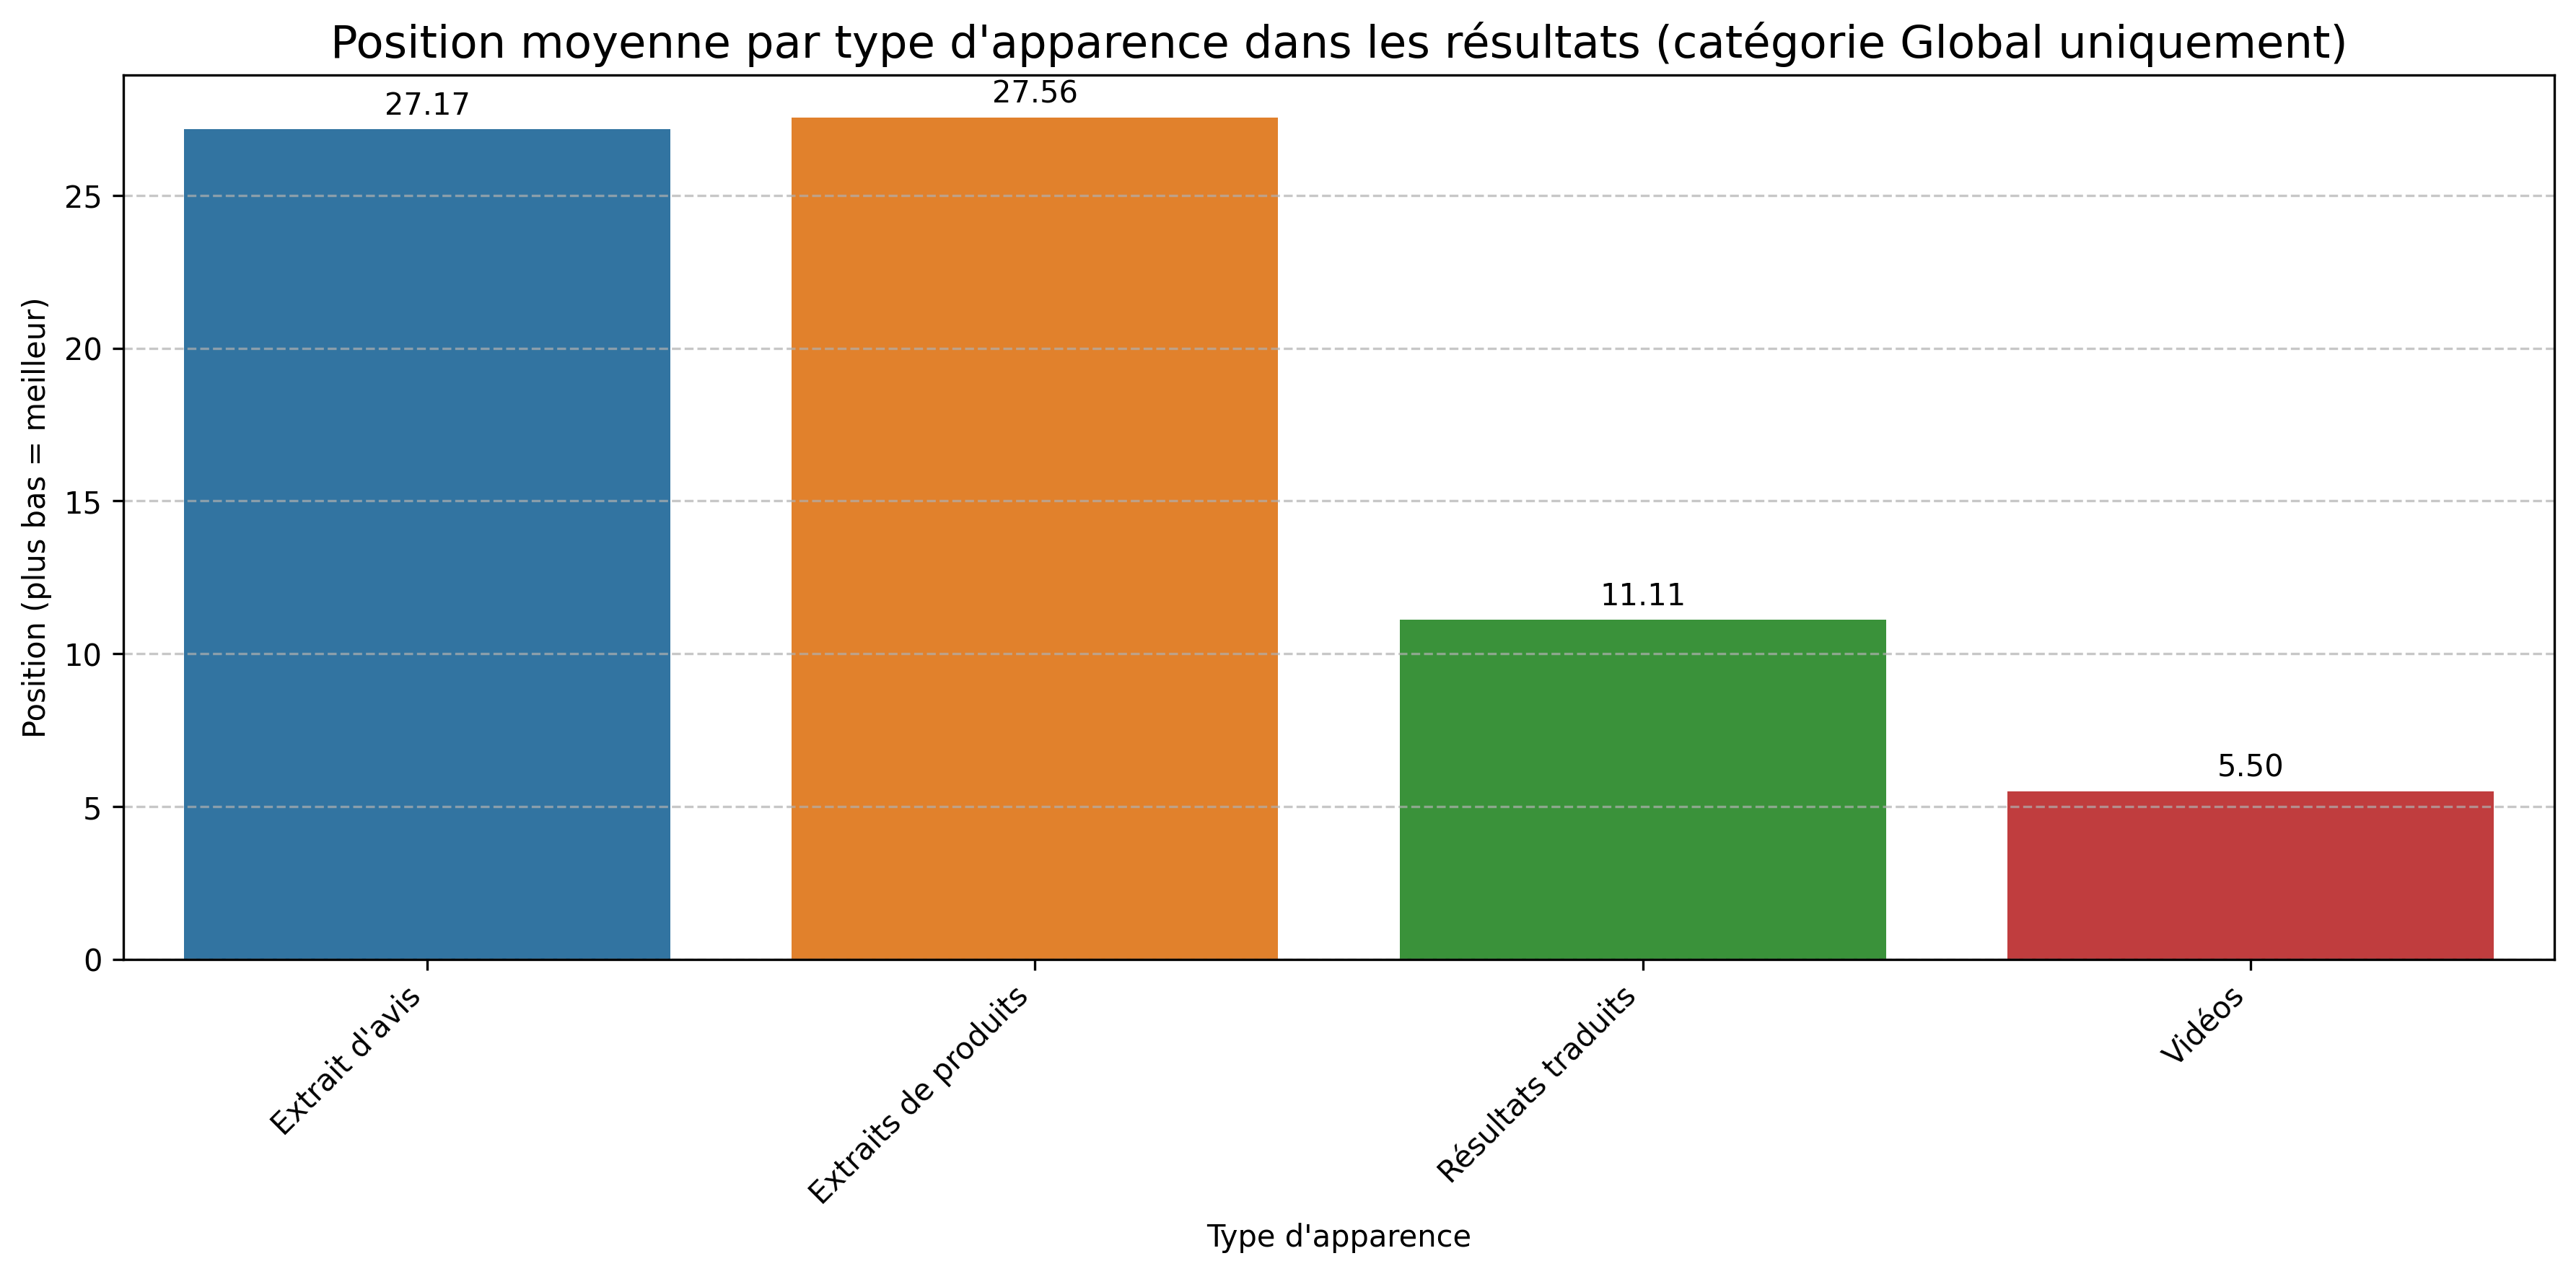 Position moyenne par type d'apparence dans les résultats (catégorie Global uniquement)
27.17
27.56
11.11
5.50
Position (plus bas = meilleur)
25
20
15
10
5
0
Extrait d'avis
Extraits de produits
Résultats traduits
Vidéos
Type d'apparence